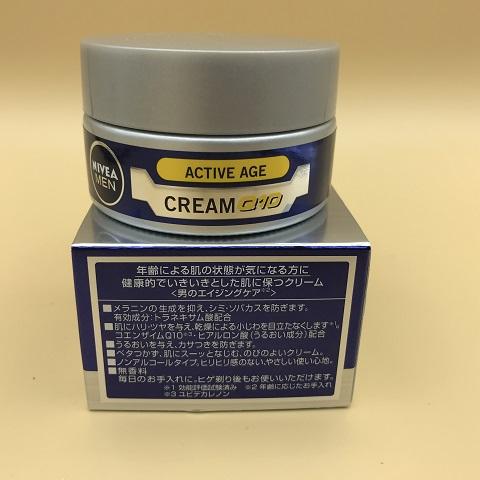 NIVEA
MEN
ACTIVE AGE
CREAM Q10
年齢による肌の状態が気になる方に
健康的でいきいきとした肌に保つクリーム
<男のエイジングケア※2>
■メラニンの生成を抑え、シミ・ソバカスを防ぎます。
有効成分:トラネキサム酸配合
■肌にハリ・ツヤを与え、乾燥による小じわを目立たなくします※1。
コエンザイムQ10※3・ヒアルロン酸(うるおい成分)配合
■うるおいを与え、カサつきを防ぎます。
■ベタつかず、肌にスーッとなじむ、のびのよいクリーム。
■ノンアルコールタイプ。ヒリヒリ感のない、やさしい使い心地。
■無香料
毎日のお手入れに。ヒゲ剃り後もお使いいただけます。
※1 効能評価試験済み ※2 年齢に応じたお手入れ
※3 ユビデカレノン